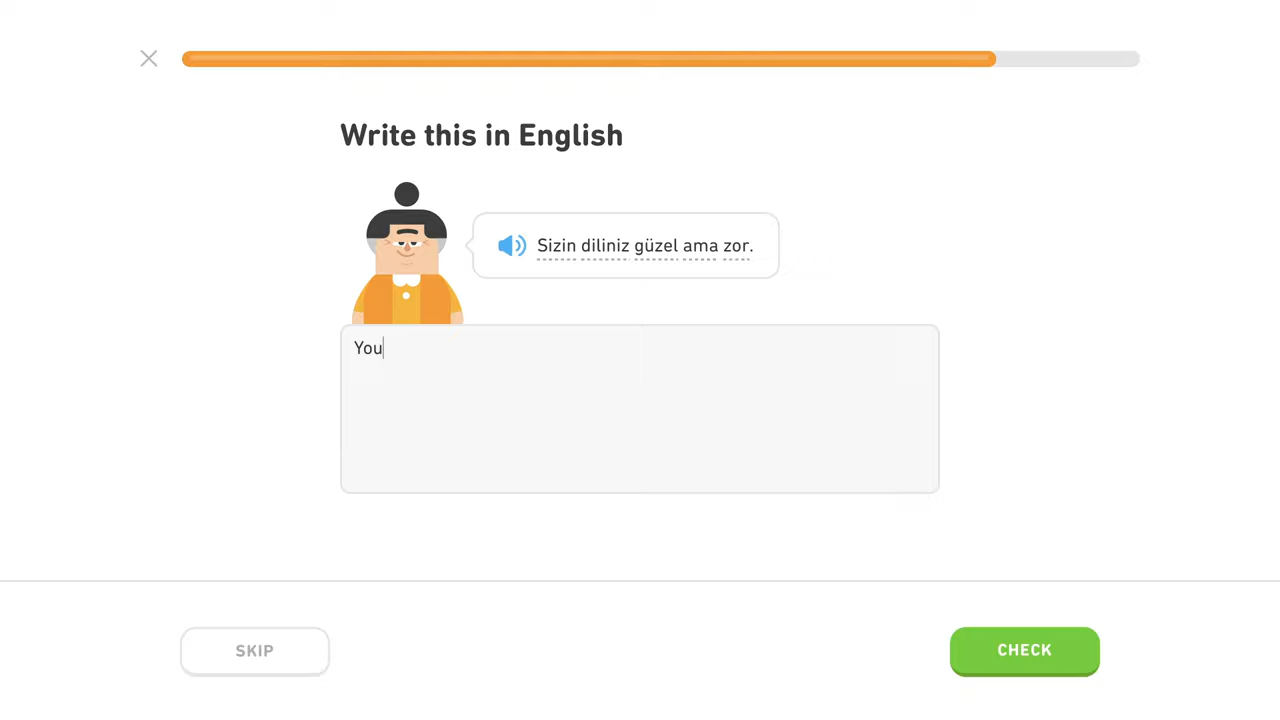 Write this in English
Sizin diliniz güzel ama zor.
You
SKIP
CHECK